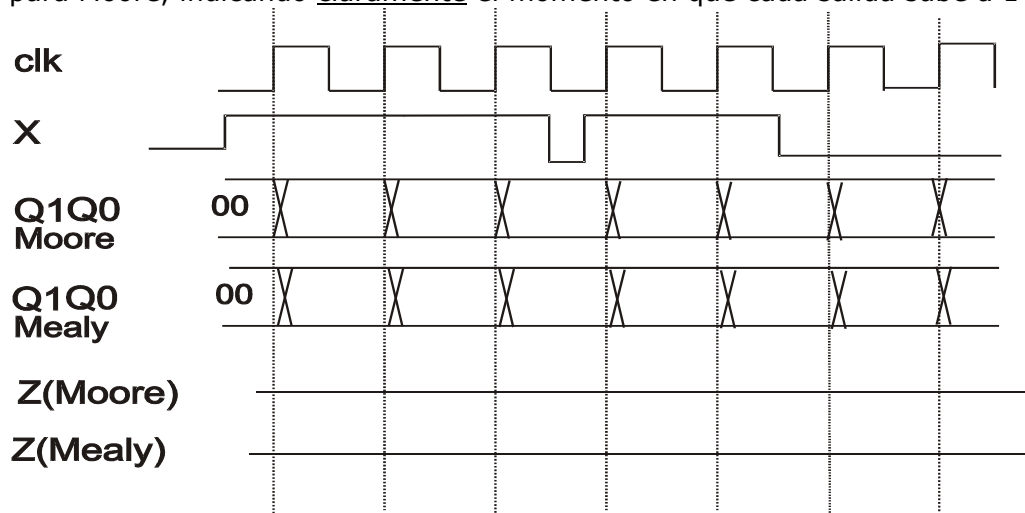 para Moore, indicando claramente el momento en que cada salida sube a 1
clk
X
Q1Q0 00
Moore
Q1Q0 00
Mealy
Z(Moore)
Z(Mealy)